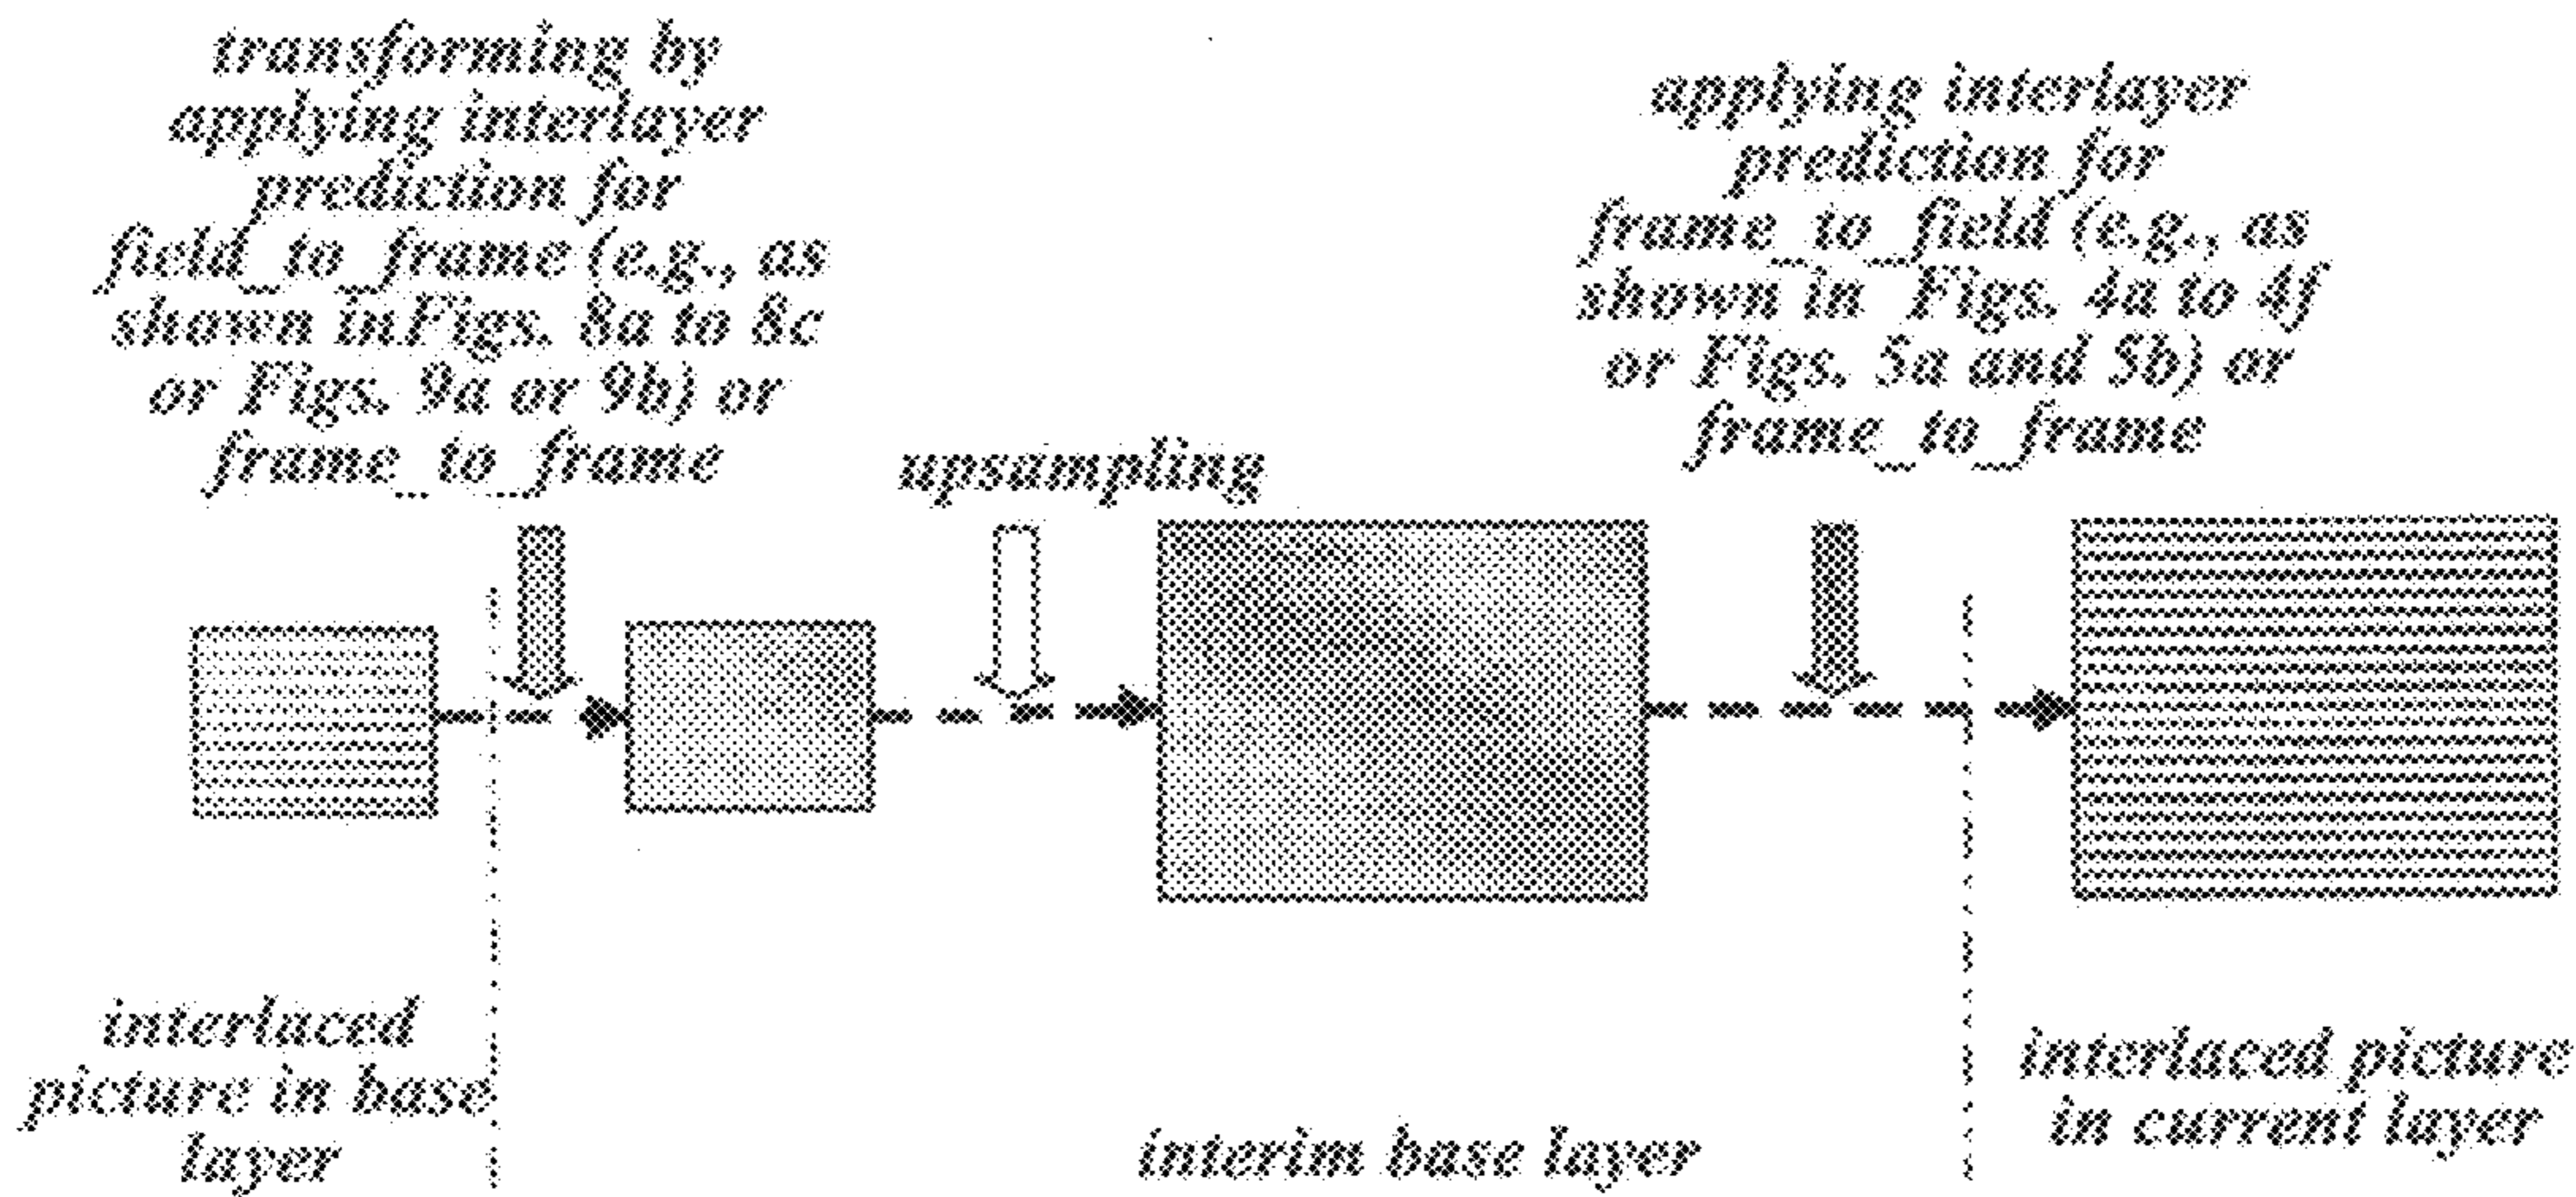 transforming by
applying interlayer
prediction for
field_to_frame (e.g., as
shown inFigs. 8a to 8c
or Figs. 9a or 9b) or
frame_to_frame
upsampling
applying interlayer
prediction for
frame_to_field (e.g., as
shown in Figs. 4a to 4f
or Figs. 5a and 5b) or
frame_to_frame
interlaced
picture in base
layer
interim base layer
interlaced picture
in current layer